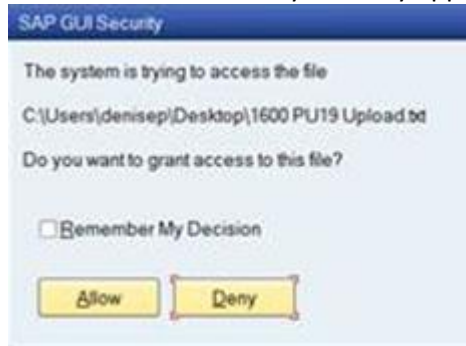 SAP GUI Security
The system is trying to access the file
C:\Users\denisep\Desktop\1600 PU19 Upload.txt
Do you want to grant access to this file?
Remember My Decision
Allow Deny